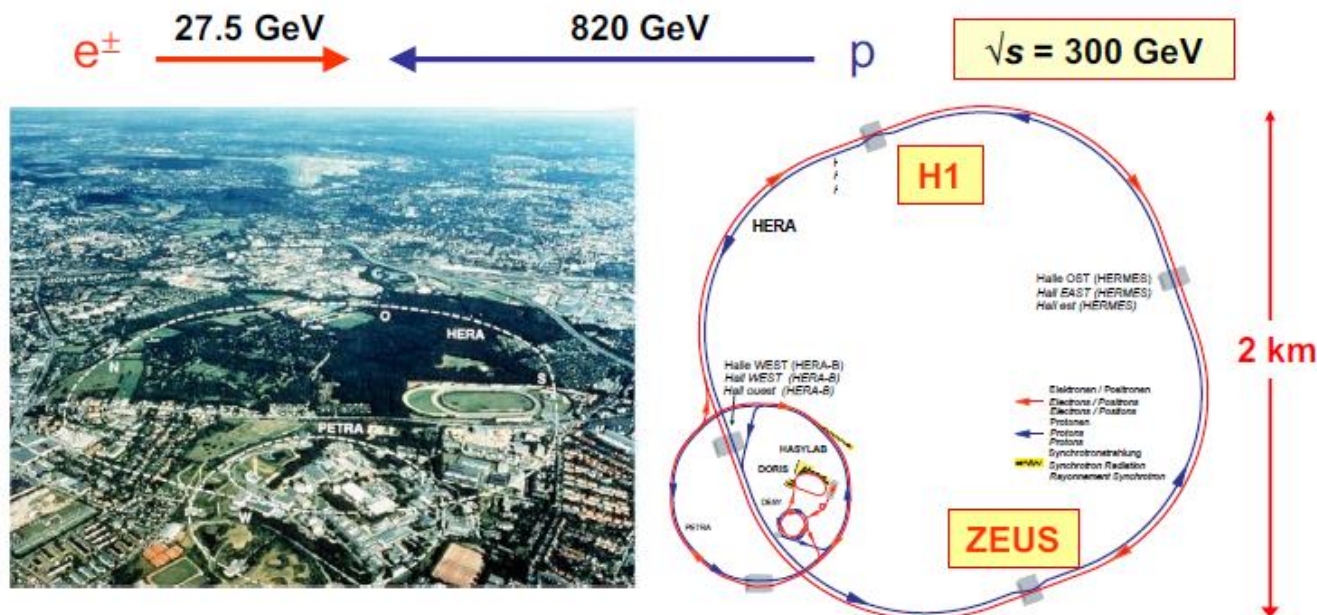 27.5 GeV
820 GeV
e±
p
√s = 300 GeV
H1
HERA
Halle OST (HERMES)
Hall EAST (HERMES)
Hall est (HERMES)
2 km
O
HERA
N
S
PETRA
W
Halle WEST (HERA-B)
Hall WEST (HERA-B)
Hall ouest (HERA-B)
Elektronen / Positronen
Electrons / Positrons
Electrons / Positons
Protonen
Protons
Protons
Synchrotronstrahlung
Synchrotron Radiation
Rayonnement Synchrotron
HASYLAB
DORIS
DESY
PETRA
ZEUS